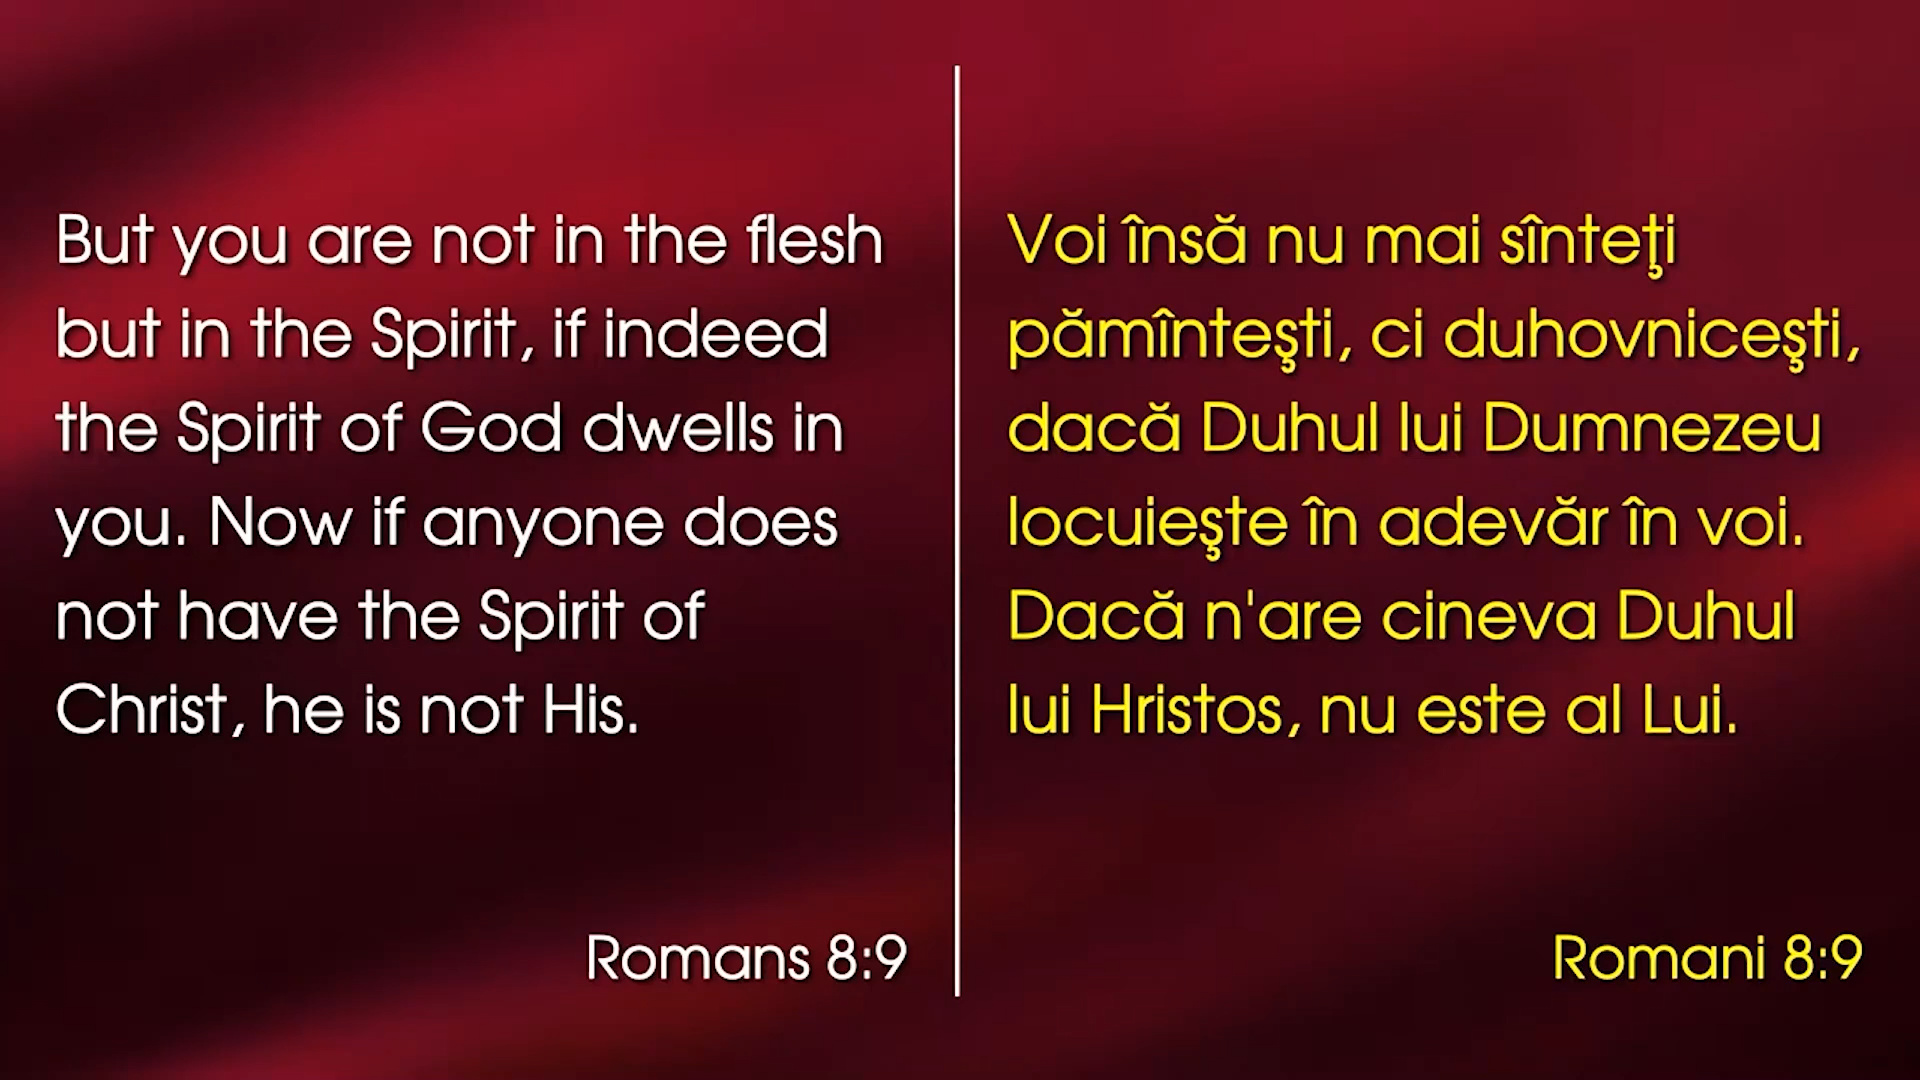 But you are not in the flesh
but in the Spirit, if indeed
the Spirit of God dwells in
you. Now if anyone does
not have the Spirit of
Christ, he is not His.
Romans 8:9
Voi însă nu mai sînteţi
pămînteşti, ci duhovniceşti,
dacă Duhul lui Dumnezeu
locuieşte în adevăr în voi.
Dacă n'are cineva Duhul
lui Hristos, nu este al Lui.
Romani 8:9